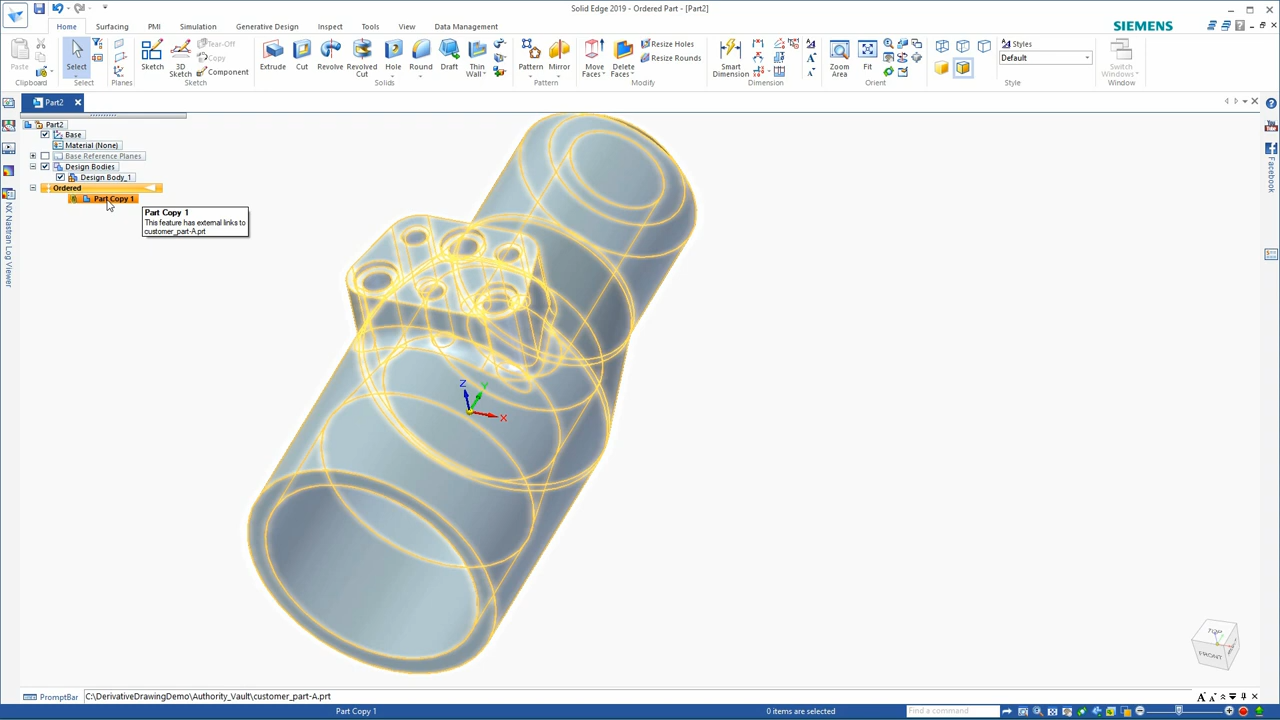 Solid Edge 2019 - Ordered Part - [Part2]
Home Surfacing PMI Simulation Generative Design Inspect Tools View Data Management
SIEMENS
Paste
Clipboard
Select
Select
Planes
Sketch
3D
Sketch
Tear-Off
Copy
Component
Sketch
Extrude
Cut
Revolve
Revolved
Cut
Hole
Round
Draft
Thin
Wall
Solids
Pattern
Mirror
Pattern
Move
Faces
Delete
Faces
Resize Holes
Resize Rounds
Modify
Smart
Dimension
Dimension
Zoom
Area
Fit
Orient
Styles
Default
Style
Switch
Windows
Window
Part2
Part2
Base
Material (None)
Base Reference Planes
Design Bodies
Design Body_1
Ordered
Part Copy 1
Part Copy 1
This feature has external links to
customer_part-A.prt
NX Nastran Log Viewer
Facebook
Z
Y
X
TOP
FRONT
PromptBar
C:\DerivativeDrawingDemo\Authority_Vault\customer_part-A.prt
Part Copy 1
0 items are selected
Find a command